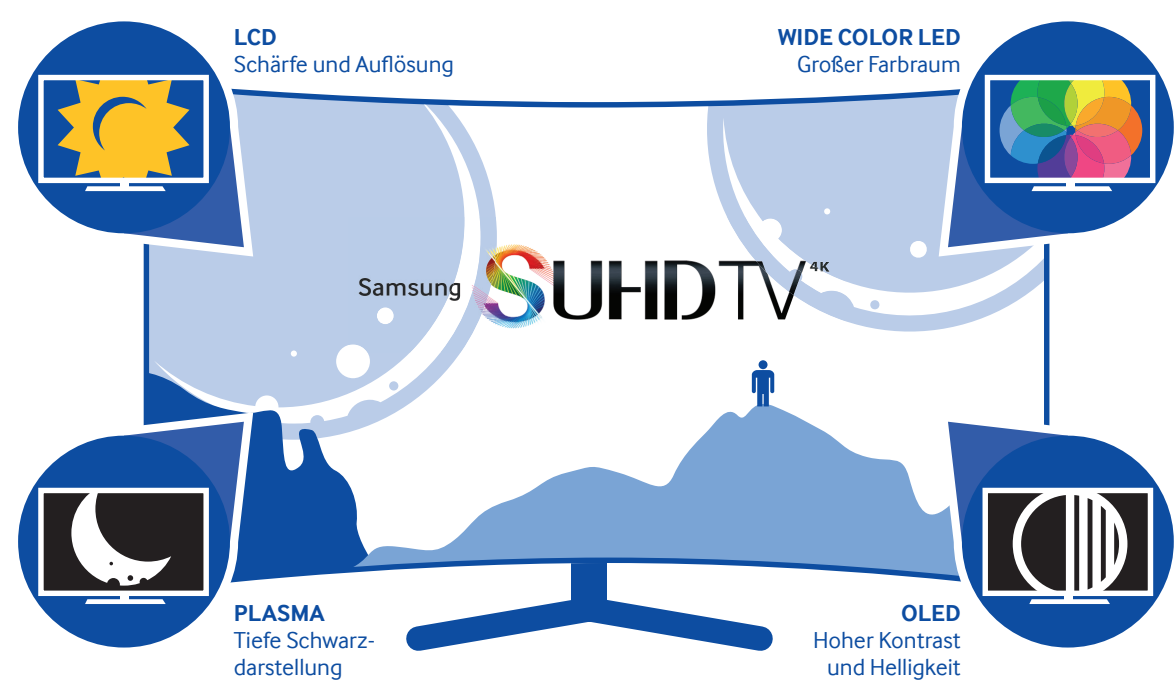 LCD
Schärfe und Auflösung
WIDE COLOR LED
Großer Farbraum
Samsung SUHDTV 4K
PLASMA
Tiefe Schwarz-
darstellung
OLED
Hoher Kontrast
und Helligkeit